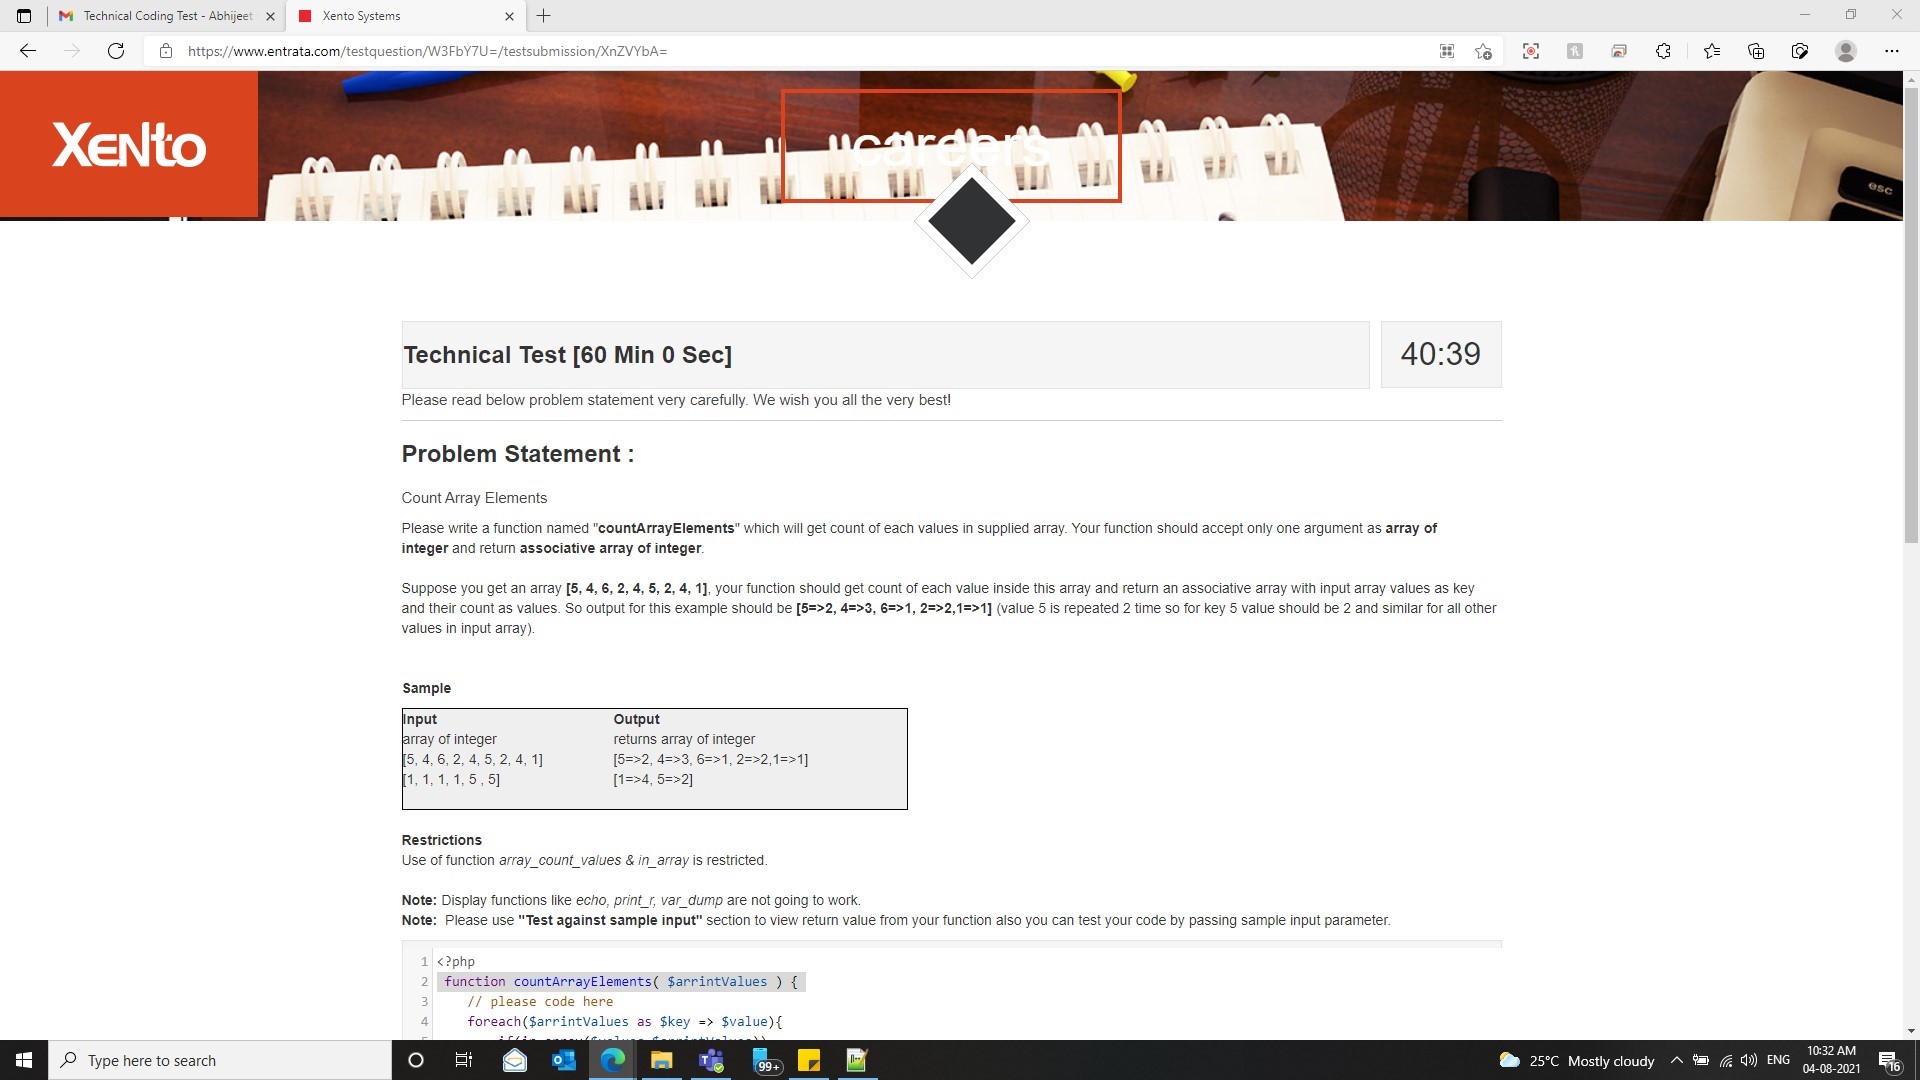 Technical Coding Test - Abhijeet
Xento Systems
https://www.entrata.com/testquestion/W3FbY7U=/testsubmission/XnZVYbA=
Xento
careers
esc
Technical Test [60 Min 0 Sec]
40:39
Please read below problem statement very carefully. We wish you all the very best!
Problem Statement :
Count Array Elements
Please write a function named "countArrayElements" which will get count of each values in supplied array. Your function should accept only one argument as array of
integer and return associative array of integer.
Suppose you get an array [5, 4, 6, 2, 4, 5, 2, 4, 1], your function should get count of each value inside this array and return an associative array with input array values as key
and their count as values. So output for this example should be [5=>2, 4=>3, 6=>1, 2=>2,1=>1] (value 5 is repeated 2 time so for key 5 value should be 2 and similar for all other
values in input array).
Sample
Input Output
array of integer returns array of integer
[5, 4, 6, 2, 4, 5, 2, 4, 1] [5=>2, 4=>3, 6=>1, 2=>2,1=>1]
[1, 1, 1, 1, 5 , 5] [1=>4, 5=>2]
Restrictions
Use of function array_count_values & in_array is restricted.
Note: Display functions like echo, print_r, var_dump are not going to work.
Note: Please use "Test against sample input" section to view return value from your function also you can test your code by passing sample input parameter.
1 <?php
2 function countArrayElements( $arrintValues ) {
3 // please code here
4 foreach($arrintValues as $key => $value){
Type here to search
99+
25°C Mostly cloudy
ENG
10:32 AM
04-08-2021
16